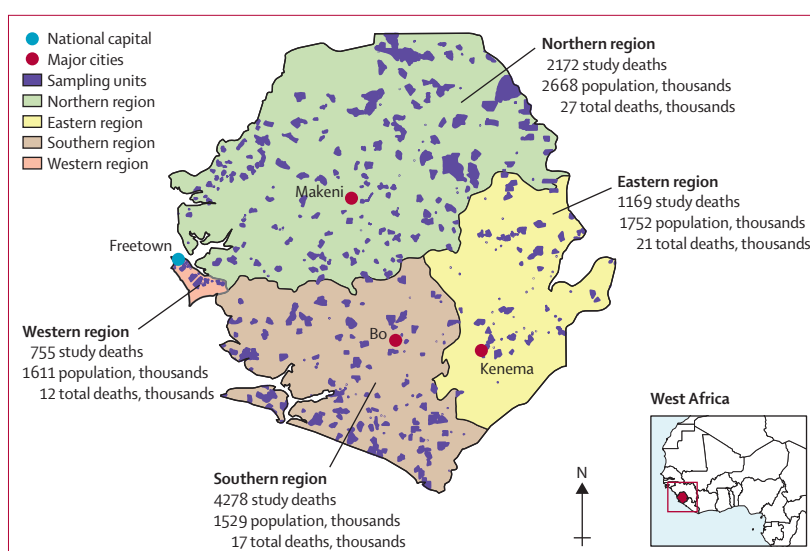 National capital
Major cities
Sampling units
Northern region
Eastern region
Southern region
Western region
Northern region
2172 study deaths
2668 population, thousands
27 total deaths, thousands
Makeni
Eastern region
1169 study deaths
1752 population, thousands
21 total deaths, thousands
Freetown
Western region
755 study deaths
1611 population, thousands
12 total deaths, thousands
Bo
Kenema
Southern region
4278 study deaths
1529 population, thousands
17 total deaths, thousands
N
West Africa